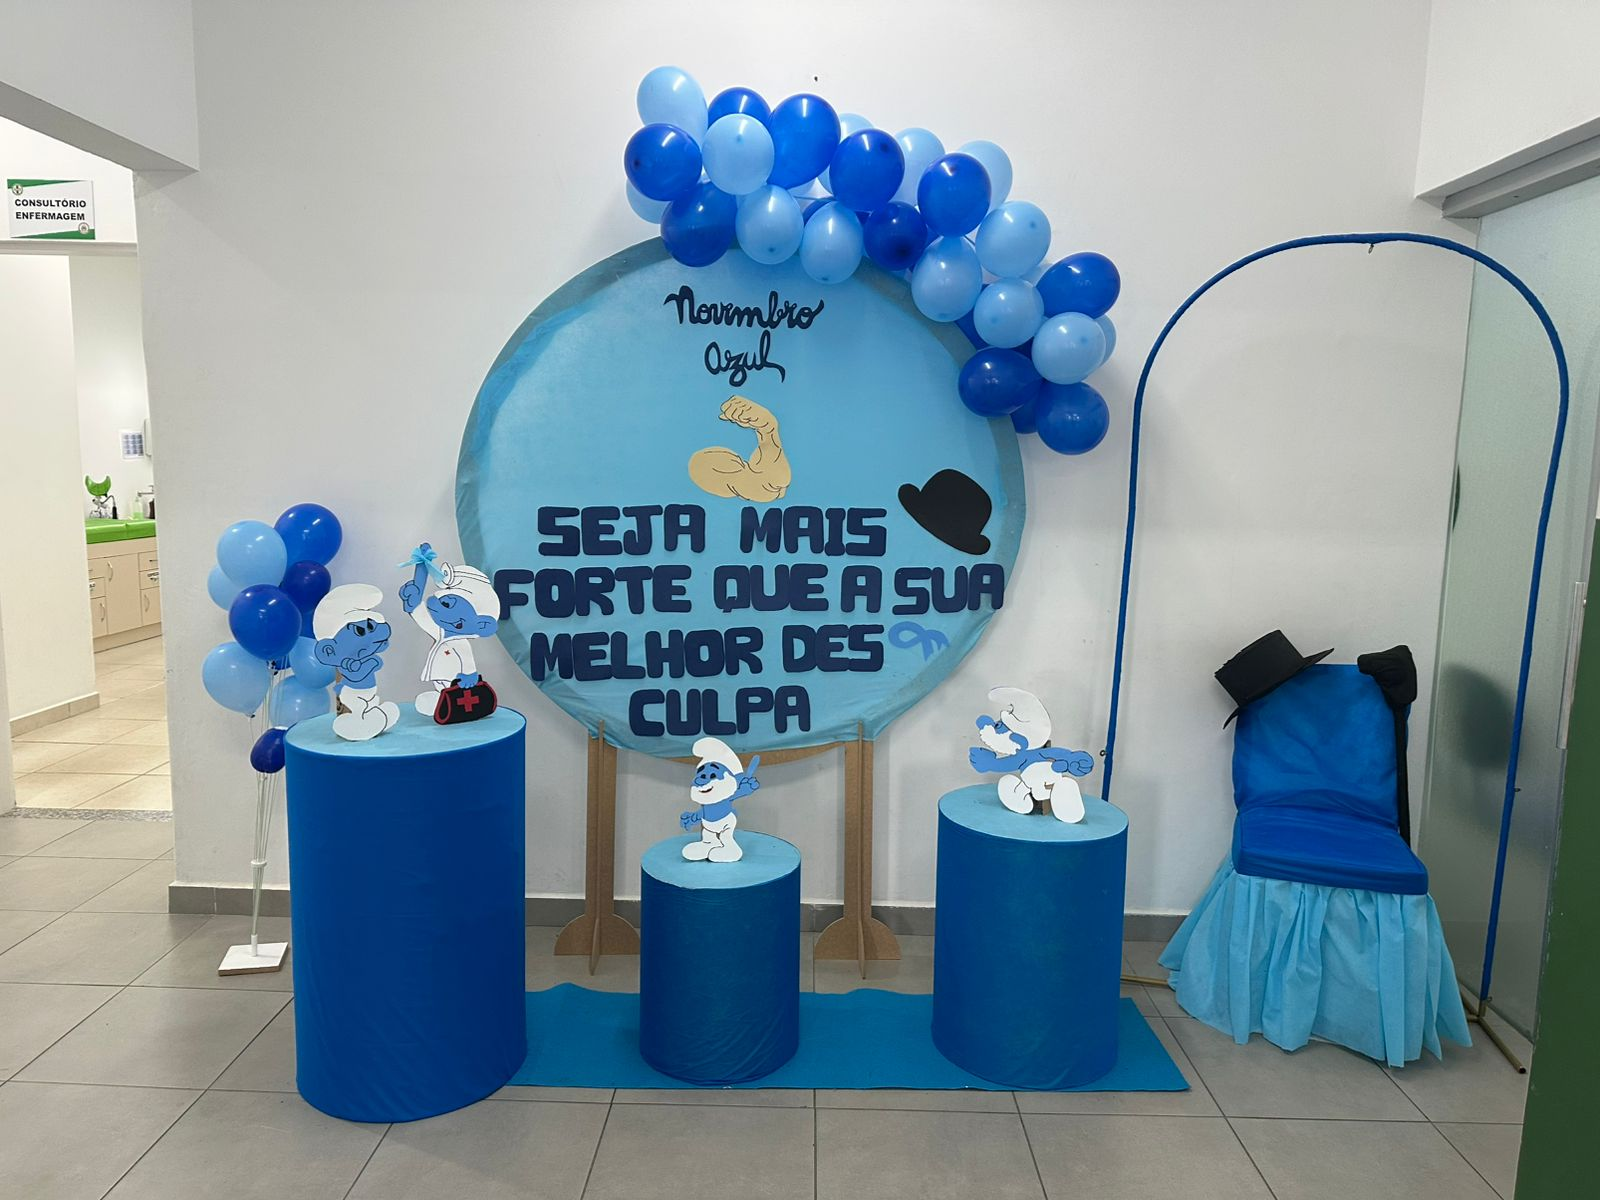 CONSULTÓRIO
ENFERMAGEM
Novembro
Azul
SEJA MAIS
FORTE QUE A SUA
MELHOR DES
CULPA